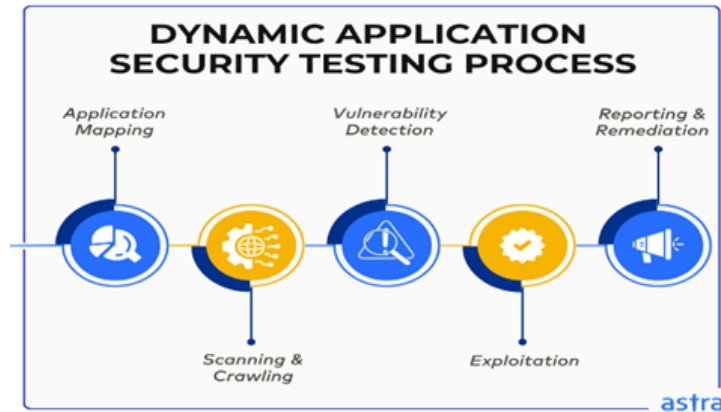 DYNAMIC APPLICATION
SECURITY TESTING PROCESS
Application
Mapping
Vulnerability
Detection
Reporting &
Remediation
Scanning &
Crawling
Exploitation
astra